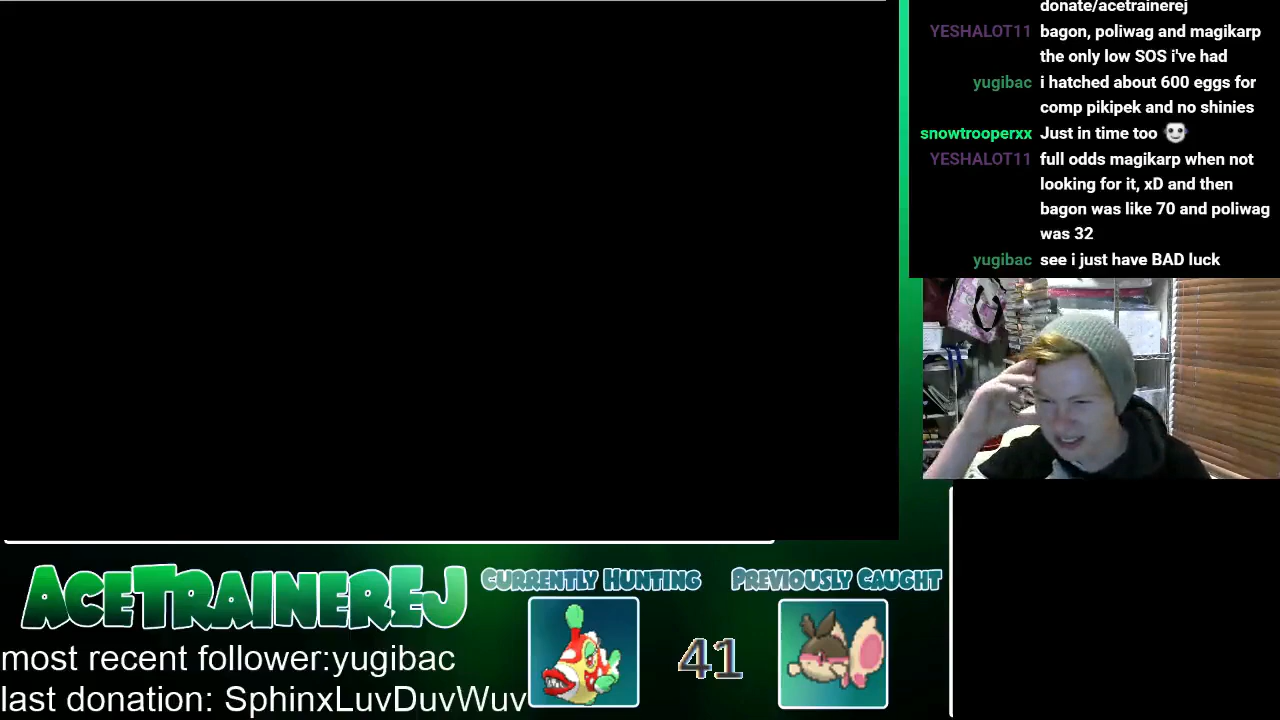 donate/acetrainerej
YESHALOT11 bagon, poliwag and magikarp
the only low SOS i've had
yugibac i hatched about 600 eggs for
comp pikipek and no shinies
snowtrooperxx Just in time too
YESHALOT11 full odds magikarp when not
looking for it, xD and then
bagon was like 70 and poliwag
was 32
yugibac see i just have BAD luck
ACETRAINEREJ
CURRENTLY HUNTING
PREVIOUSLY CAUGHT
41
most recent follower:yugibac
last donation: SphinxLuvDuvWuv